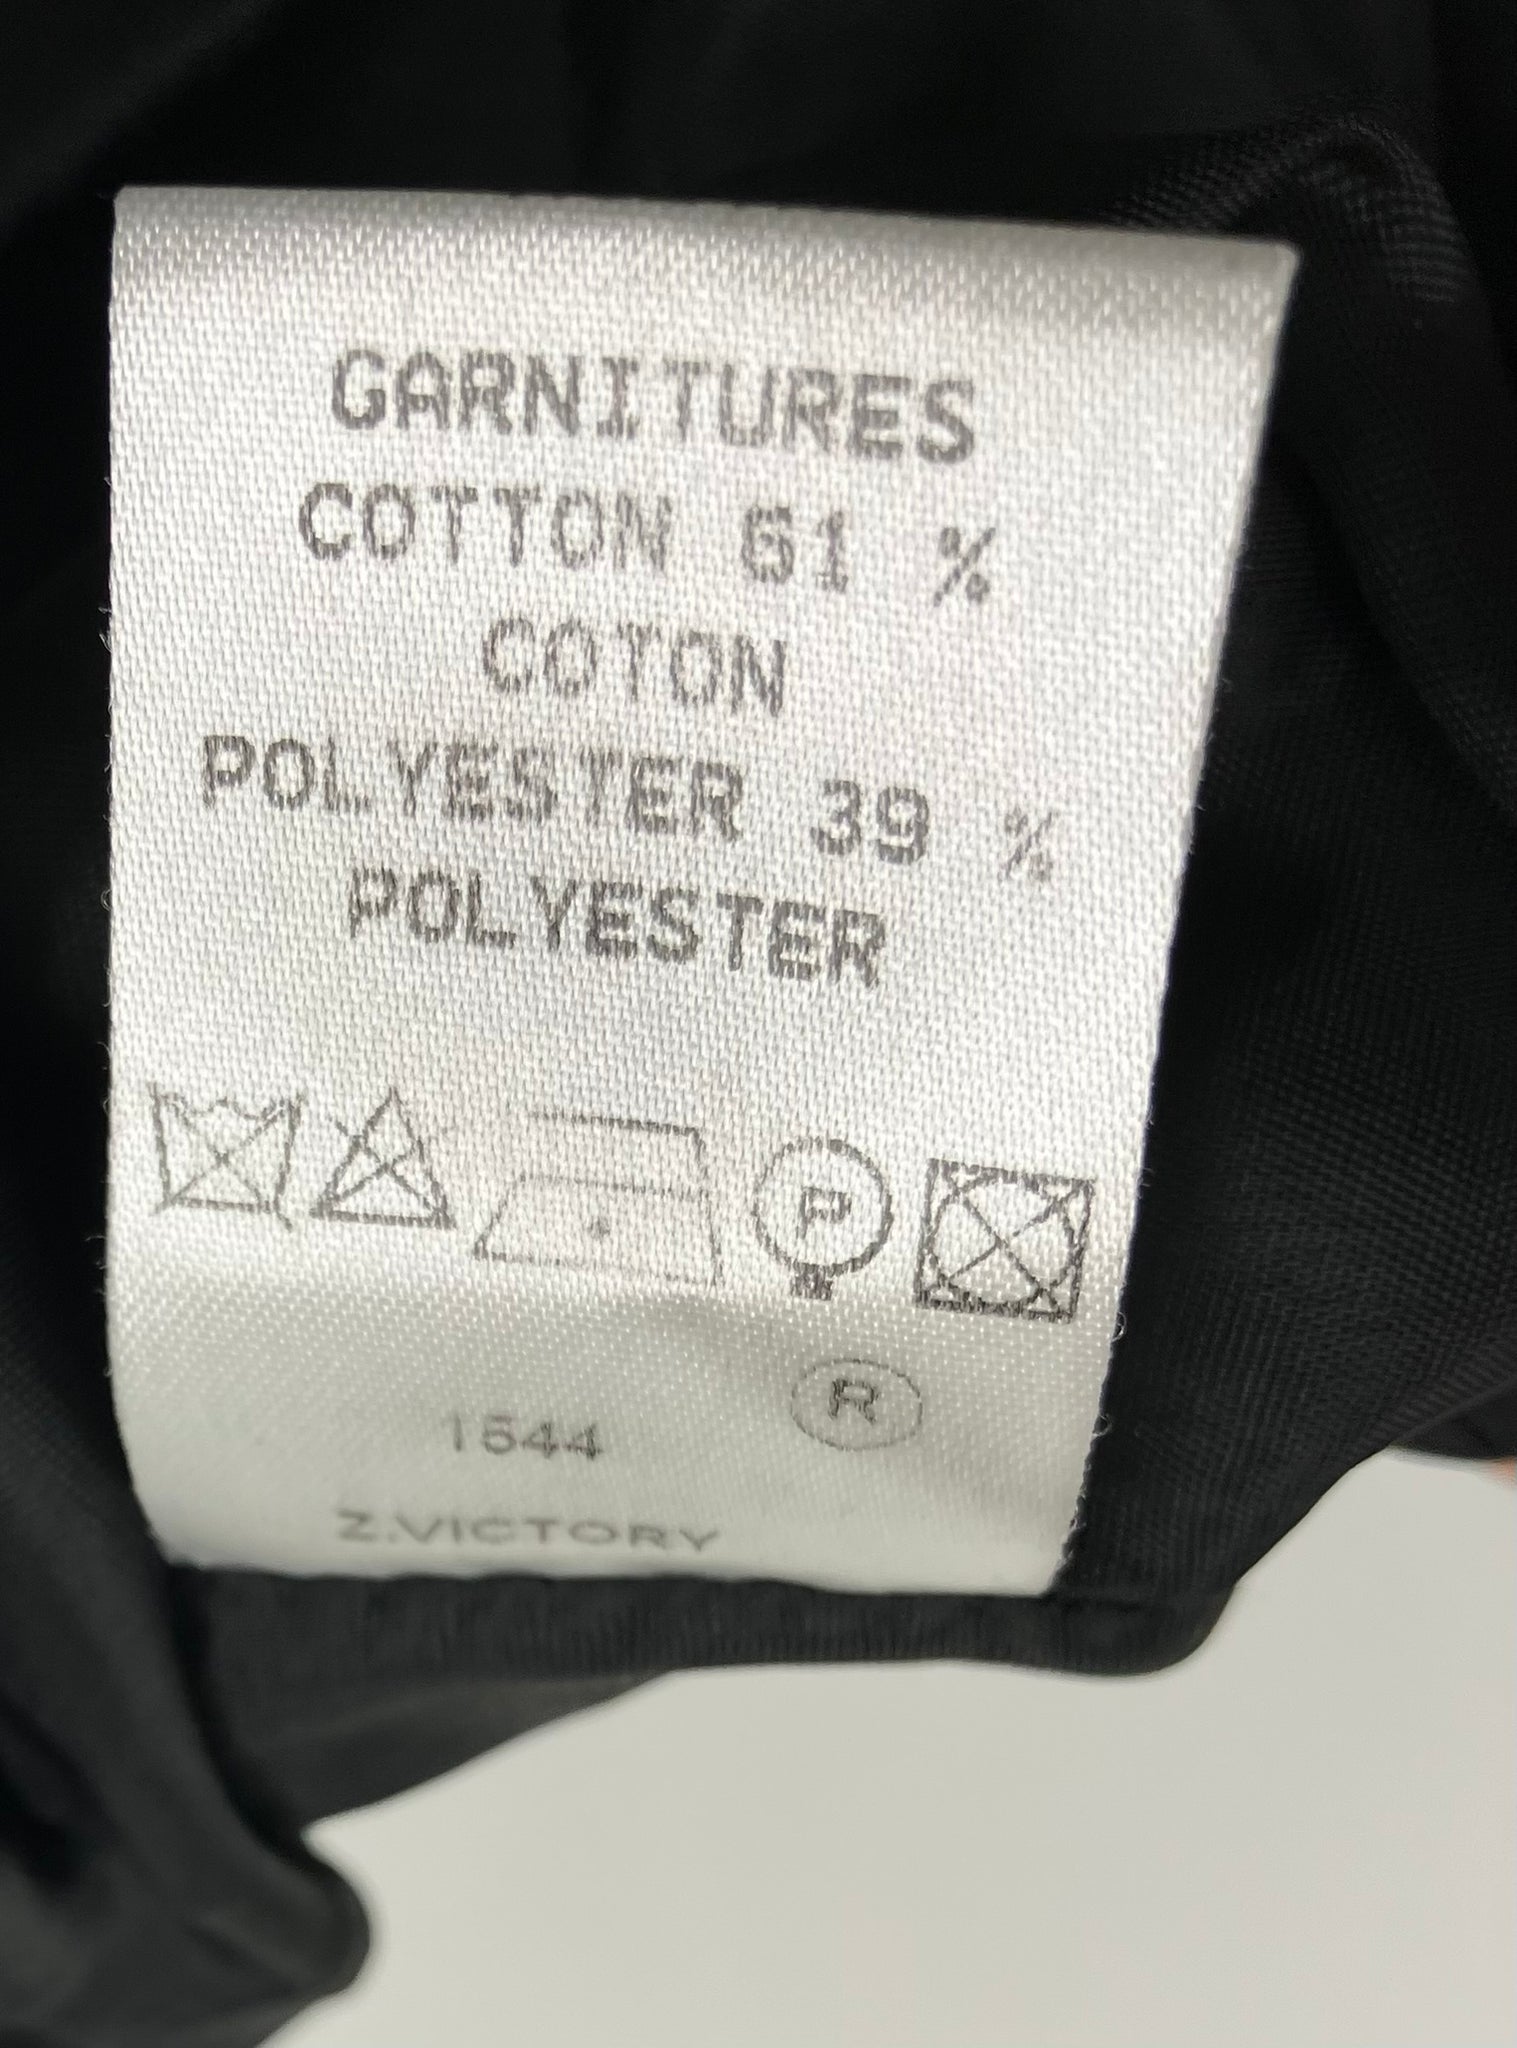 GARNITURES
COTTON 61 %
COTON
POLYESTER 39 %
POLYESTER
P
R
1544
Z.VICTORY